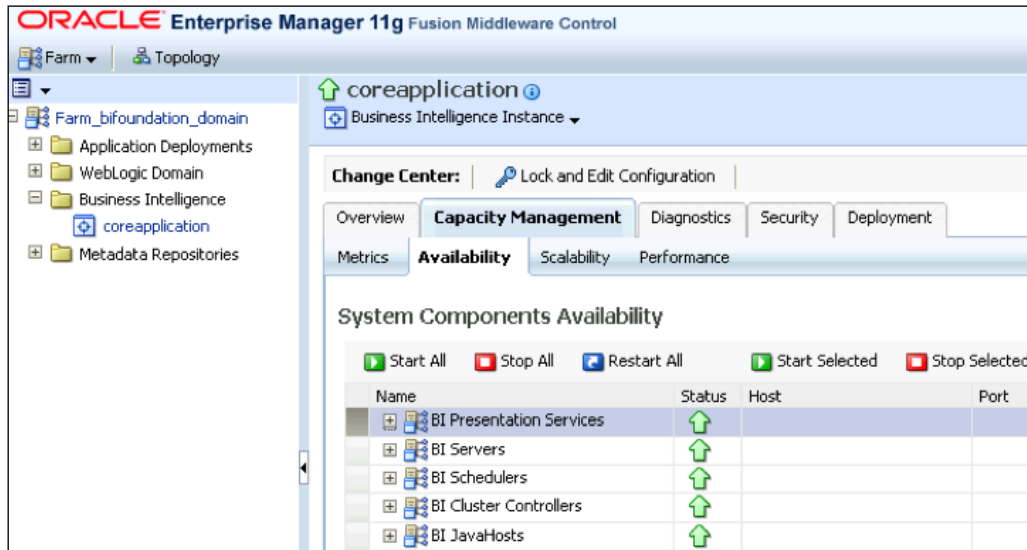 ORACLE Enterprise Manager 11g Fusion Middleware Control
Farm Topology
Farm_bifoundation_domain
Application Deployments
WebLogic Domain
Business Intelligence
coreapplication
Metadata Repositories
coreapplication
Business Intelligence Instance
Change Center: Lock and Edit Configuration
Overview Capacity Management Diagnostics Security Deployment
Metrics Availability Scalability Performance
System Components Availability
Start All Stop All Restart All Start Selected Stop Selected
Name Status Host Port
BI Presentation Services
BI Servers
BI Schedulers
BI Cluster Controllers
BI JavaHosts